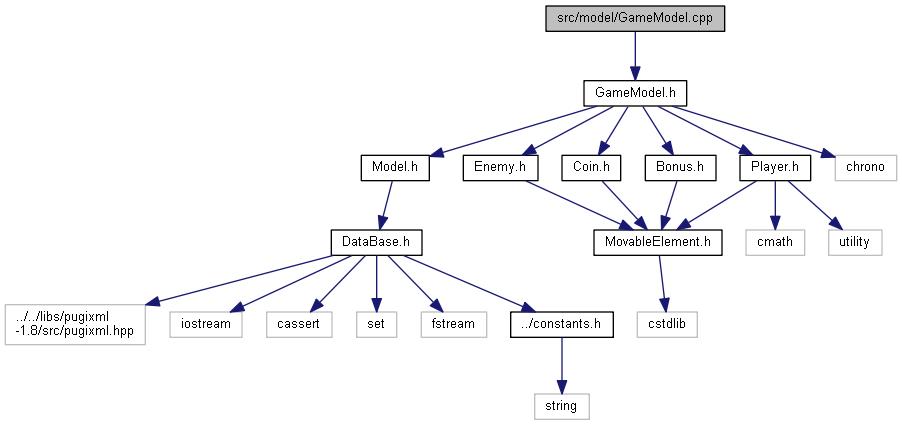 src/model/GameModel.cpp
GameModel.h
Model.h
Enemy.h
Coin.h
Bonus.h
Player.h
chrono
DataBase.h
MovableElement.h
cmath
utility
../../libs/pugixml
-1.8/src/pugixml.hpp
iostream
cassert
set
fstream
../constants.h
cstdlib
string